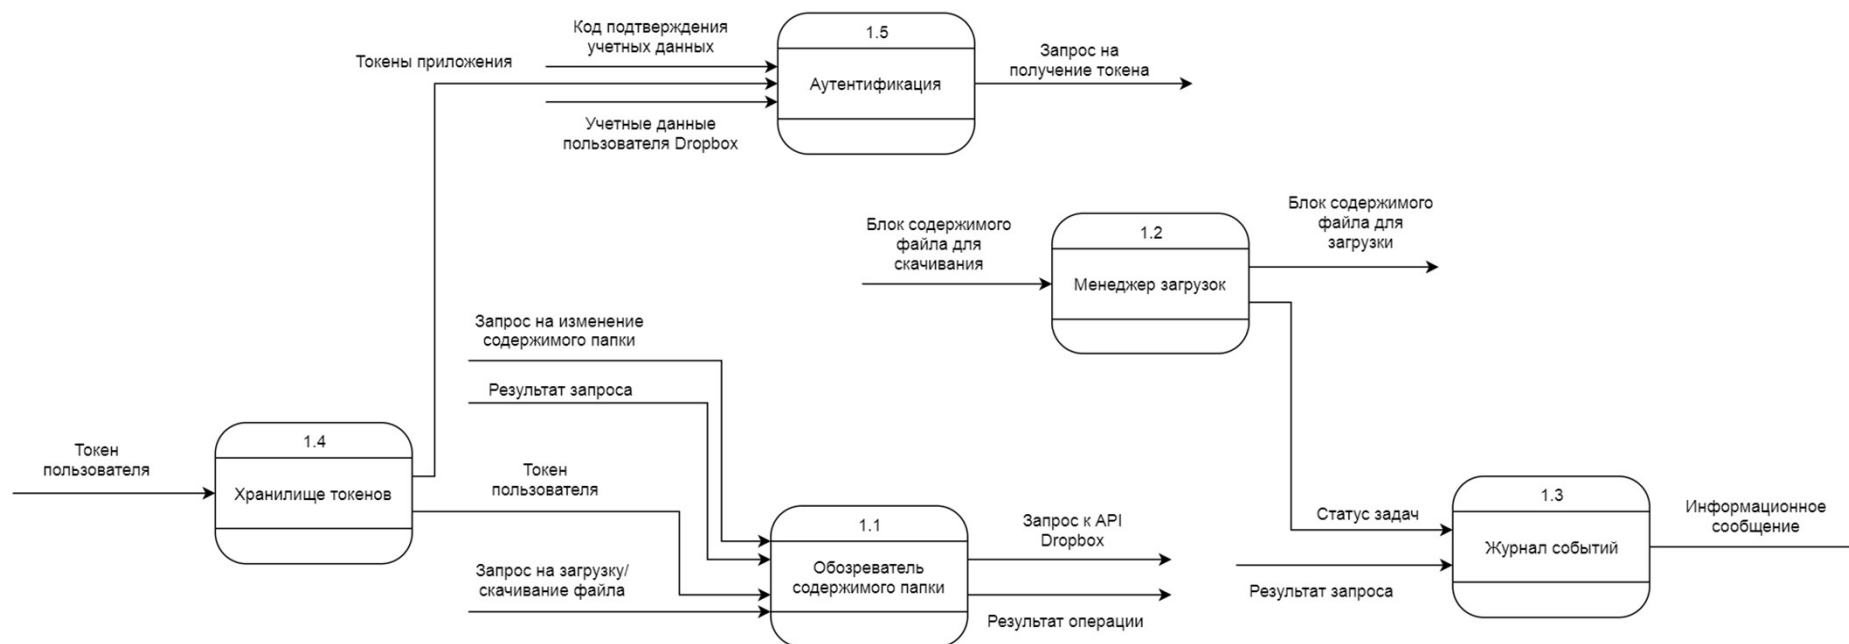 Код подтверждения
учетных данных
Токены приложения
1.5
Аутентификация
Запрос на
получение токена
Учетные данные
пользователя Dropbox
Блок содержимого
файла для
скачивания
1.2
Менеджер загрузок
Блок содержимого
файла для
загрузки
Запрос на изменение
содержимого папки
Результат запроса
Токен
пользователя
1.4
Хранилище токенов
Токен
пользователя
Запрос на загрузку/
скачивание файла
1.1
Обозреватель
содержимого папки
Запрос к API
Dropbox
Результат операции
Статус задач
Результат запроса
1.3
Журнал событий
Информационное
сообщение